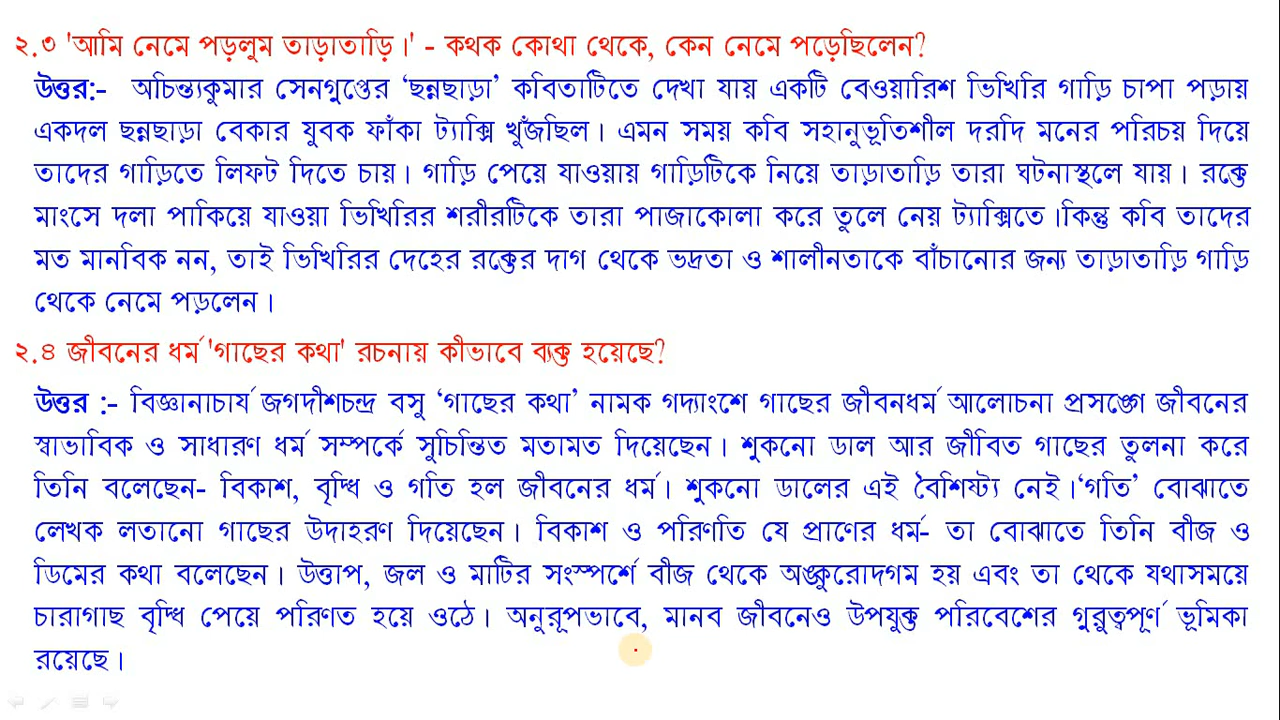 ২.৩ 'আমি নেমে পড়লুম তাড়াতাড়ি।' - কথক কোথা থেকে, কেন নেমে পড়েছিলেন?
উত্তর:- অচিন্ত্যকুমার সেনগুপ্তের ‘ছন্নছাড়া’ কবিতাটিতে দেখা যায় একটি বেওয়ারিশ ভিখিরি গাড়ি চাপা পড়ায়
একদল ছন্নছাড়া বেকার যুবক ফাঁকা ট্যাক্সি খুঁজছিল। এমন সময় কবি সহানুভূতিশীল দরদি মনের পরিচয় দিয়ে
তাদের গাড়িতে লিফট দিতে চায়। গাড়ি পেয়ে যাওয়ায় গাড়িটিকে নিয়ে তাড়াতাড়ি তারা ঘটনাস্থলে যায়। রক্তে
মাংসে দলা পাকিয়ে যাওয়া ভিখিরির শরীরটিকে তারা পাজাকোলা করে তুলে নেয় ট্যাক্সিতে।কিন্তু কবি তাদের
মত মানবিক নন, তাই ভিখিরির দেহের রক্তের দাগ থেকে ভদ্রতা ও শালীনতাকে বাঁচানোর জন্য তাড়াতাড়ি গাড়ি
থেকে নেমে পড়লেন।
২.৪ জীবনের ধর্ম 'গাছের কথা' রচনায় কীভাবে ব্যক্ত হয়েছে?
উত্তর :- বিজ্ঞানাচার্য জগদীশচন্দ্র বসু ‘গাছের কথা’ নামক গদ্যাংশে গাছের জীবনধর্ম আলোচনা প্রসঙ্গে জীবনের
স্বাভাবিক ও সাধারণ ধর্ম সম্পর্কে সুচিন্তিত মতামত দিয়েছেন। শুকনো ডাল আর জীবিত গাছের তুলনা করে
তিনি বলেছেন- বিকাশ, বৃদ্ধি ও গতি হল জীবনের ধর্ম। শুকনো ডালের এই বৈশিষ্ট্য নেই।‘গতি’ বোঝাতে
লেখক লতানো গাছের উদাহরণ দিয়েছেন। বিকাশ ও পরিণতি যে প্রাণের ধর্ম- তা বোঝাতে তিনি বীজ ও
ডিমের কথা বলেছেন। উত্তাপ, জল ও মাটির সংস্পর্শে বীজ থেকে অঙ্কুরোদগম হয় এবং তা থেকে যথাসময়ে
চারাগাছ বৃদ্ধি পেয়ে পরিণত হয়ে ওঠে। অনুরূপভাবে, মানব জীবনেও উপযুক্ত পরিবেশের গুরুত্বপূর্ণ ভূমিকা
রয়েছে।